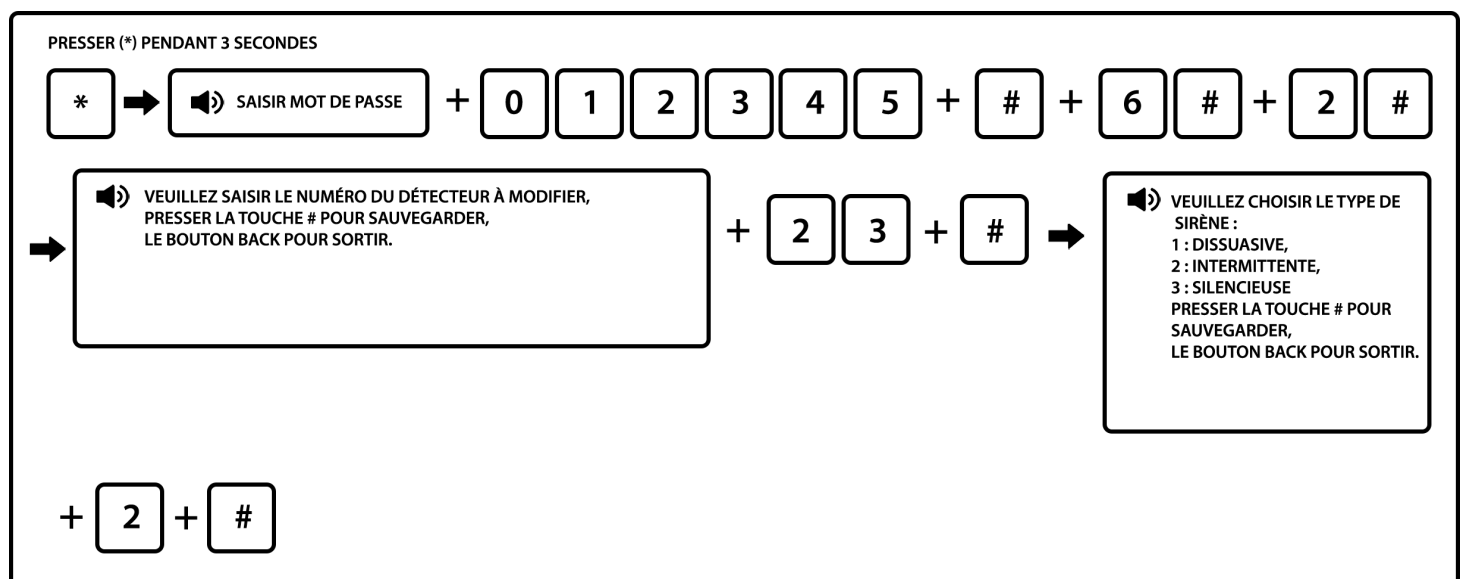 PRESSER (*) PENDANT 3 SECONDES
* SAISIR MOT DE PASSE + 0 1 2 3 4 5 + # + 6 # + 2 #
VEUILLEZ SAISIR LE NUMÉRO DU DÉTECTEUR À MODIFIER,
PRESSER LA TOUCHE # POUR SAUVEGARDER,
LE BOUTON BACK POUR SORTIR.
+ 2 3 + #
VEUILLEZ CHOISIR LE TYPE DE
SIRÈNE :
1 : DISSUASIVE,
2 : INTERMITTENTE,
3 : SILENCIEUSE
PRESSER LA TOUCHE # POUR
SAUVEGARDER,
LE BOUTON BACK POUR SORTIR.
+ 2 + #